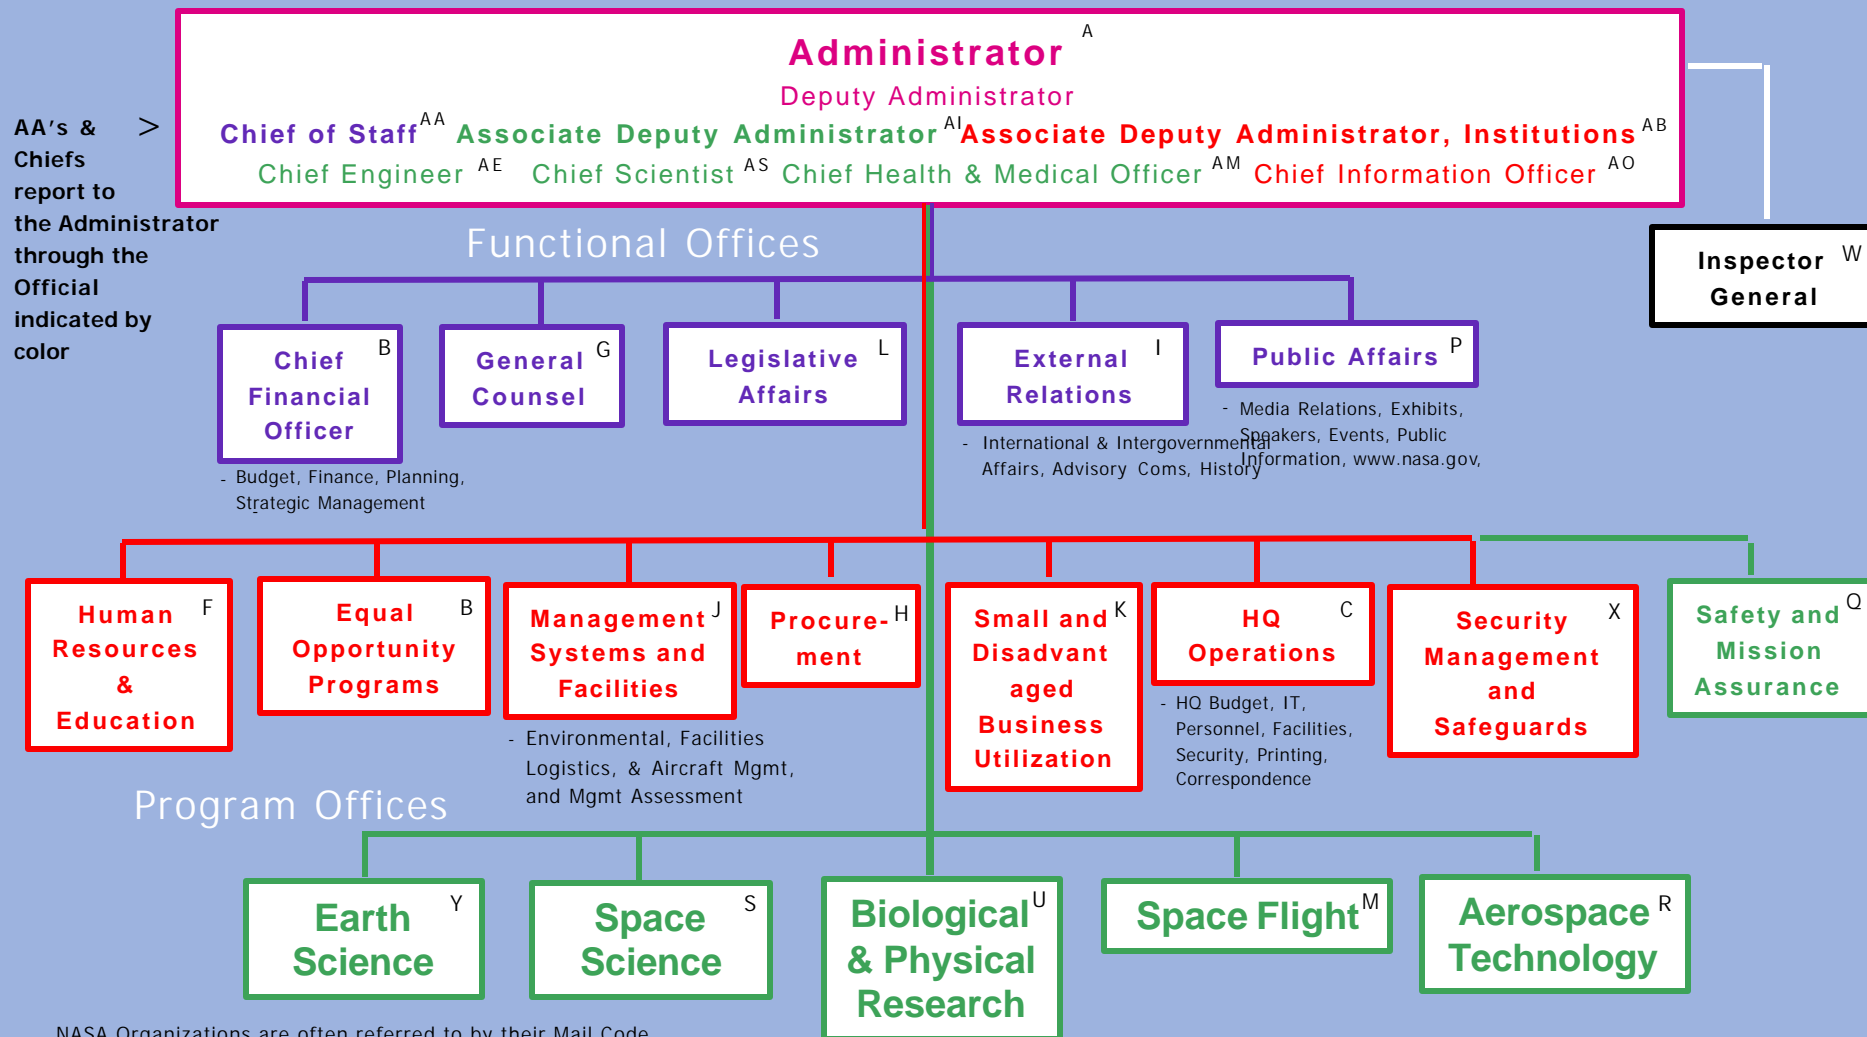 Administrator A
Deputy Administrator
Chief of Staff AA Associate Deputy Administrator AI Associate Deputy Administrator, Institutions AB
Chief Engineer AE Chief Scientist AS Chief Health & Medical Officer AM Chief Information Officer AO
AA's & >
Chiefs
report to
the Administrator
through the
Official
indicated by
color
Inspector W
General
Functional Offices
Chief B
Financial
Officer
- Budget, Finance, Planning,
Strategic Management
-
General G
Counsel
Legislative L
Affairs
External I
Relations
- International & Intergovernmental
Affairs, Advisory Coms, History
Public Affairs P
- Media Relations, Exhibits,
Speakers, Events, Public
Information, www.nasa.gov,
Human F
Resources
&
Education
Equal B
Opportunity
Programs
Management J
Systems and
Facilities
- Environmental, Facilities
Logistics, & Aircraft Mgmt,
and Mgmt Assessment
Procure- H
ment
Small and K
Disadvant
aged
Business
Utilization
HQ C
Operations
- HQ Budget, IT,
Personnel, Facilities,
Security, Printing,
Correspondence
Security X
Management
and
Safeguards
Safety and Q
Mission
Assurance
Program Offices
Earth Y
Science
Space S
Science
Biological U
& Physical
Research
Space Flight M
Aerospace R
Technology
NASA Organizations are often referred to by their Mail Code